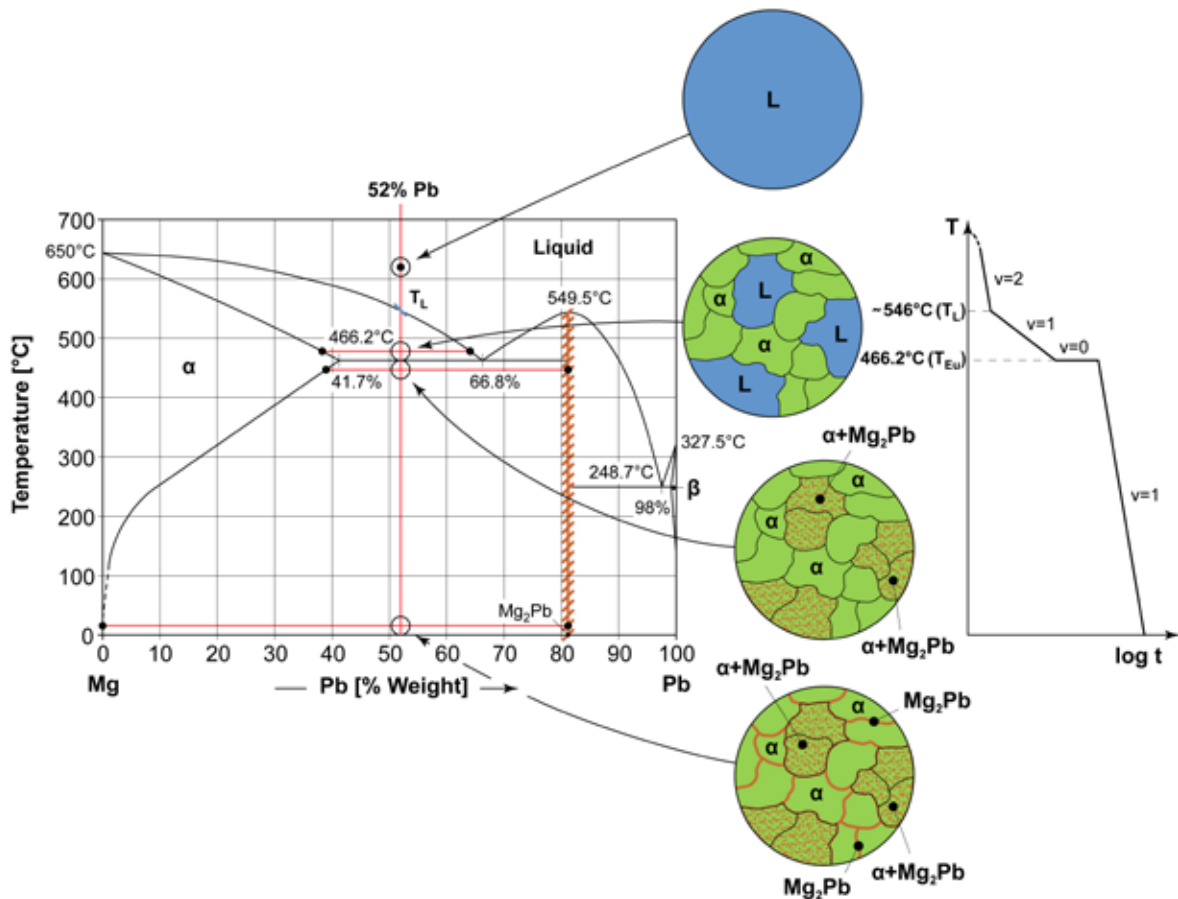 L
52% Pb
700
650°C
600
500
400
300
200
100
0
Temperature [°C]
Liquid
T_L
549.5°C
466.2°C
α
41.7%
66.8%
327.5°C
248.7°C
β
98%
Mg₂Pb
0 10 20 30 40 50 60 70 80 90 100
Mg
Pb [% Weight]
Pb
α
L
α
L
α
L
α+Mg₂Pb
α
α
α
α+Mg₂Pb
α+Mg₂Pb
Mg₂Pb
α
α
α
Mg₂Pb
α+Mg₂Pb
T
v=2
~546°C (T_L)
v=1
v=0
466.2°C (T_Eu)
v=1
log t